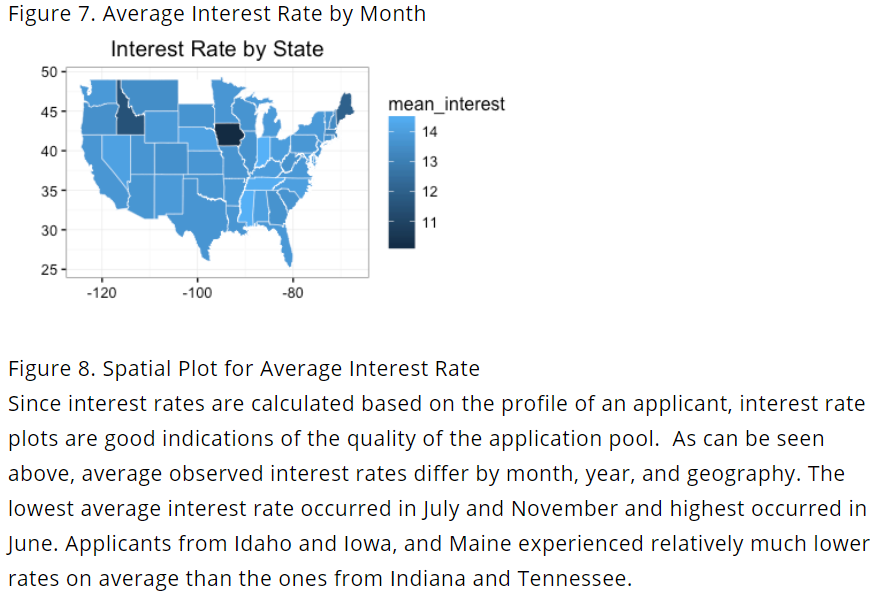 Figure 7. Average Interest Rate by Month
Interest Rate by State
50
45
40
35
30
25
-120
-100
-80
mean_interest
14
13
12
11
Figure 8. Spatial Plot for Average Interest Rate
Since interest rates are calculated based on the profile of an applicant, interest rate
plots are good indications of the quality of the application pool.  As can be seen
above, average observed interest rates differ by month, year, and geography. The
lowest average interest rate occurred in July and November and highest occurred in
June. Applicants from Idaho and Iowa, and Maine experienced relatively much lower
rates on average than the ones from Indiana and Tennessee.